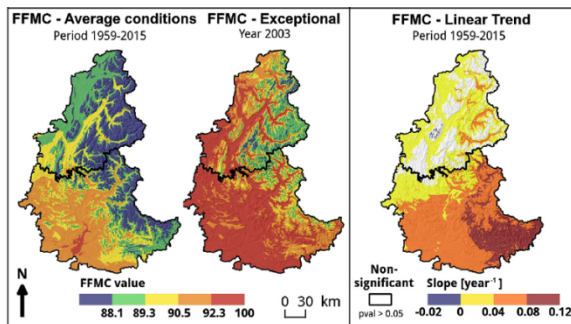 FFMC - Average conditions
Period 1959-2015
FFMC - Exceptional
Year 2003
FFMC - Linear Trend
Period 1959-2015
N
FFMC value
88.1 89.3 90.5 92.3 100
0 30 km
Non-
significant
pval > 0.05
Slope [year⁻¹]
-0.02 0 0.04 0.08 0.12